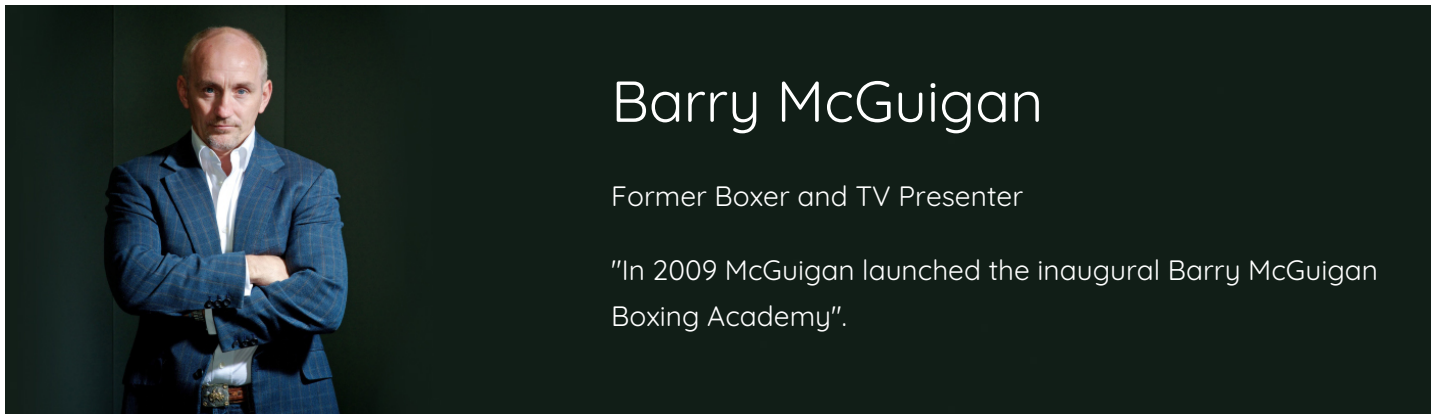 Barry McGuigan
Former Boxer and TV Presenter
"In 2009 McGuigan launched the inaugural Barry McGuigan
Boxing Academy".